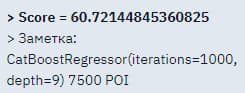 > Score = 60.72144845360825
> Заметка:
CatBoostRegressor(iterations=1000,
depth=9) 7500 POI